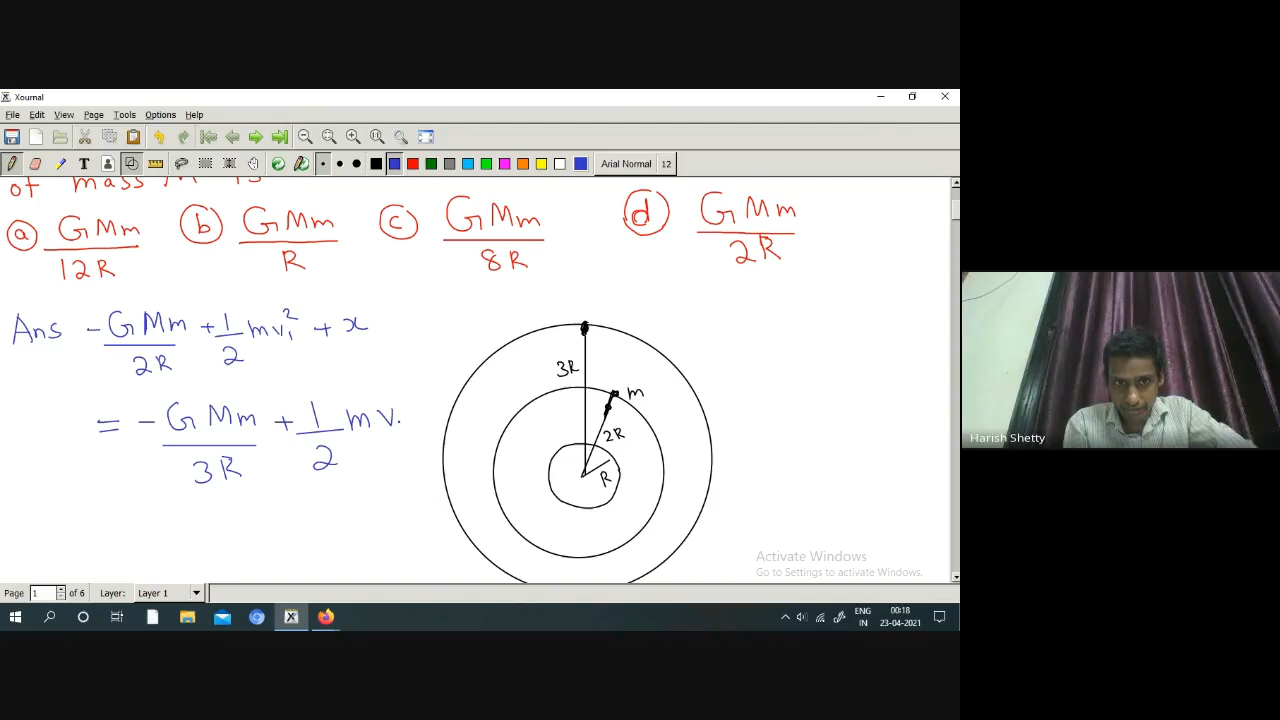 Xournal
File Edit View Page Tools Options Help
T Arial Normal 12
of mass M is
(a) GMm/12R (b) GMm/R (c) GMm/8R (d) GMm/2R
Ans -GMm/2R + 1/2 mv₁² + x
= -GMm/3R + 1/2 mv.
3R
m
2R
R
Harish Shetty
Activate Windows
Go to Settings to activate Windows.
Page 1 of 6 Layer: Layer 1
ENG 00:18
IN 23-04-2021